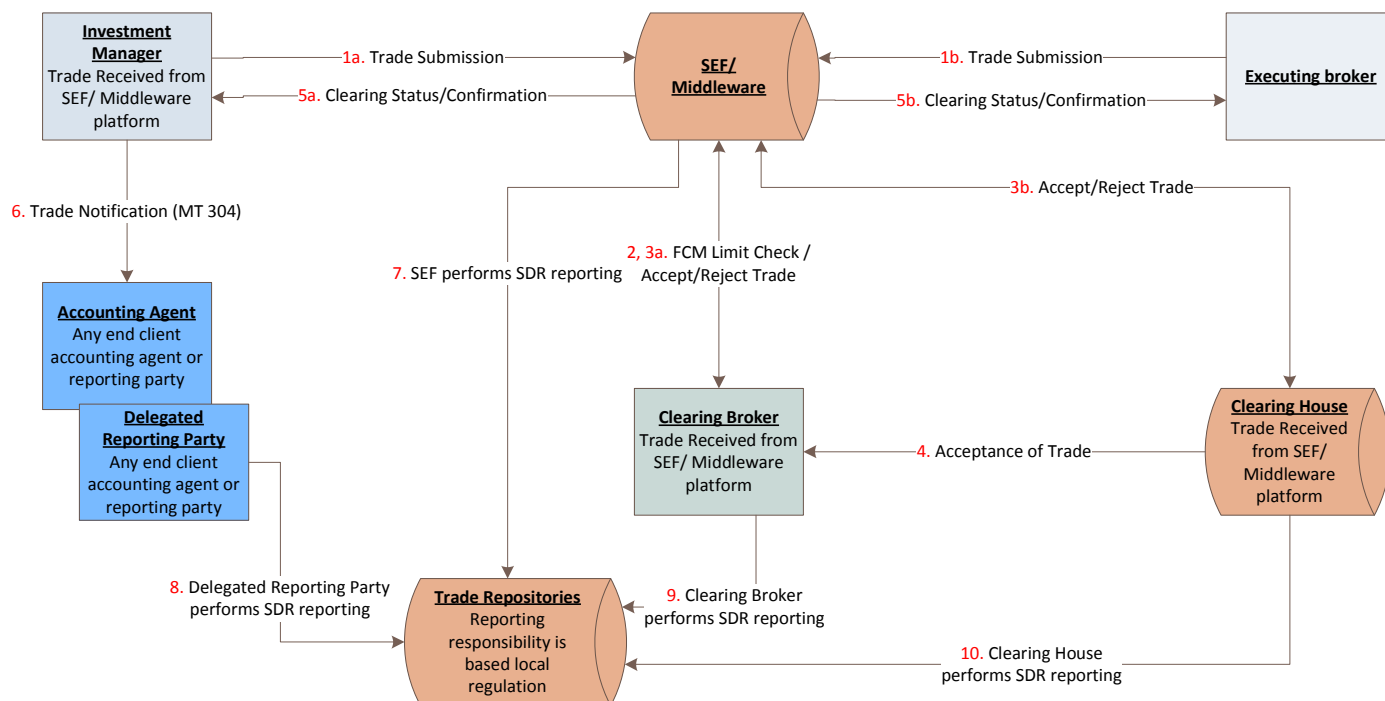 Investment
Manager
Trade Received from
SEF/ Middleware
platform
1a. Trade Submission
5a. Clearing Status/Confirmation
SEF/
Middleware
1b. Trade Submission
5b. Clearing Status/Confirmation
Executing broker
6. Trade Notification (MT 304)
3b. Accept/Reject Trade
7. SEF performs SDR reporting
2, 3a. FCM Limit Check /
Accept/Reject Trade
Accounting Agent
Any end client
accounting agent or
reporting party
Delegated
Reporting Party
Any end client
accounting agent or
reporting party
Clearing Broker
Trade Received from
SEF/ Middleware
platform
4. Acceptance of Trade
Clearing House
Trade Received
from SEF/
Middleware
platform
8. Delegated Reporting Party
performs SDR reporting
Trade Repositories
Reporting
responsibility is
based local
regulation
9. Clearing Broker
performs SDR reporting
10. Clearing House
performs SDR reporting